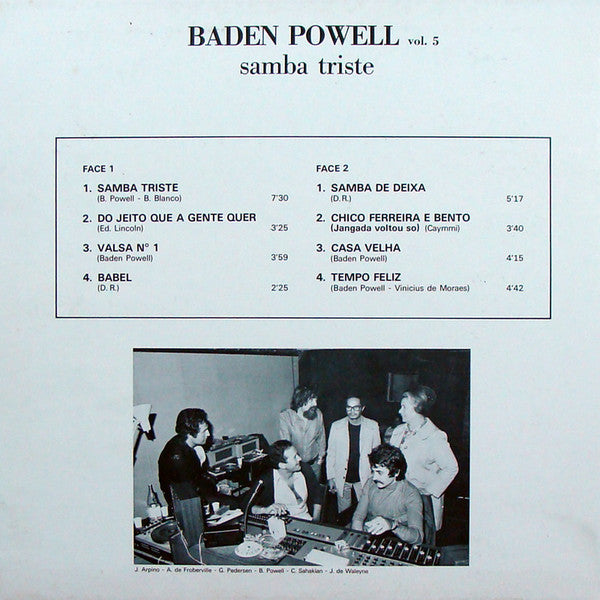 BADEN POWELL vol. 5
samba triste
FACE 1
1. SAMBA TRISTE
(B. Powell - B. Blanco) 7'30
2. DO JEITO QUE A GENTE QUER
(Ed. Lincoln) 3'25
3. VALSA N° 1
(Baden Powell) 3'59
4. BABEL
(D.R.) 2'25
FACE 2
1. SAMBA DE DEIXA
(D.R.) 5'17
2. CHICO FERREIRA E BENTO
(Jangada voltou so) (Caymmi) 3'40
3. CASA VELHA
(Baden Powell) 4'15
4. TEMPO FELIZ
(Baden Powell - Vinicius de Moraes) 4'42
J. Arpino - A. de Froberville - G. Pedersen - B. Powell - C. Sahakian - J. de Waleyne